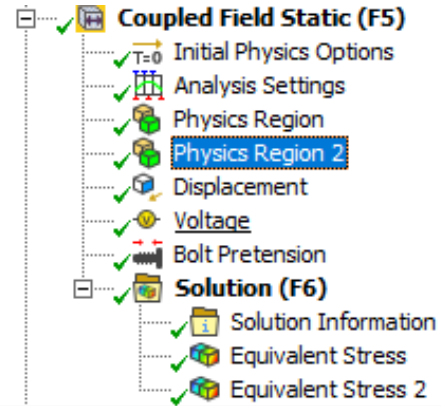 Coupled Field Static (F5)
T=0 Initial Physics Options
Analysis Settings
Physics Region
Physics Region 2
Displacement
V Voltage
Bolt Pretension
Solution (F6)
i Solution Information
Equivalent Stress
Equivalent Stress 2